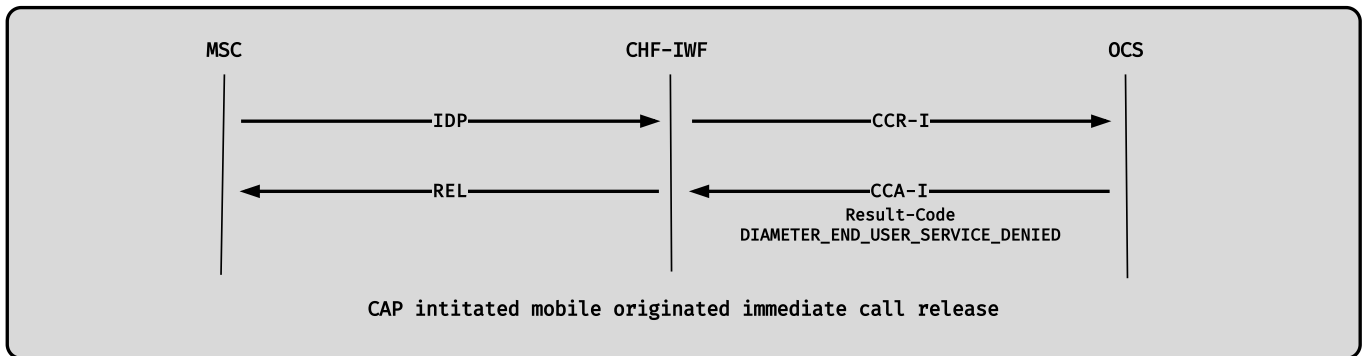 MSC CHF-IWF OCS
IDP CCR-I
REL CCA-I
Result-Code
DIAMETER_END_USER_SERVICE_DENIED
CAP intitated mobile originated immediate call release